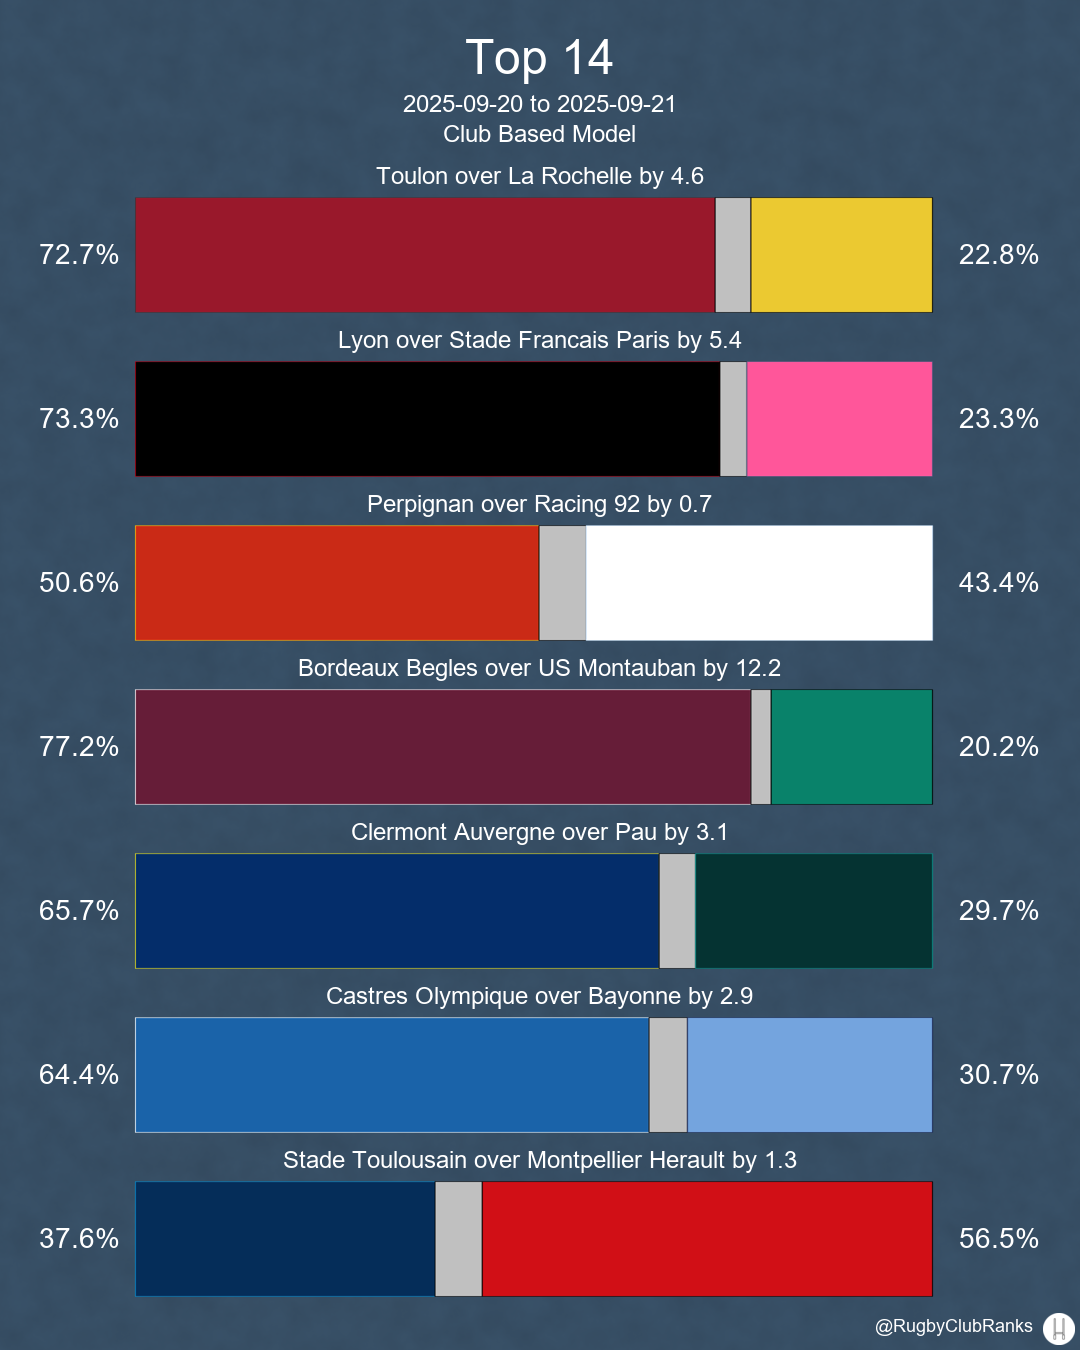 Top 14
2025-09-20 to 2025-09-21
Club Based Model
Toulon over La Rochelle by 4.6
72.7% 22.8%
Lyon over Stade Francais Paris by 5.4
73.3% 23.3%
Perpignan over Racing 92 by 0.7
50.6% 43.4%
Bordeaux Begles over US Montauban by 12.2
77.2% 20.2%
Clermont Auvergne over Pau by 3.1
65.7% 29.7%
Castres Olympique over Bayonne by 2.9
64.4% 30.7%
Stade Toulousain over Montpellier Herault by 1.3
37.6% 56.5%
@RugbyClubRanks